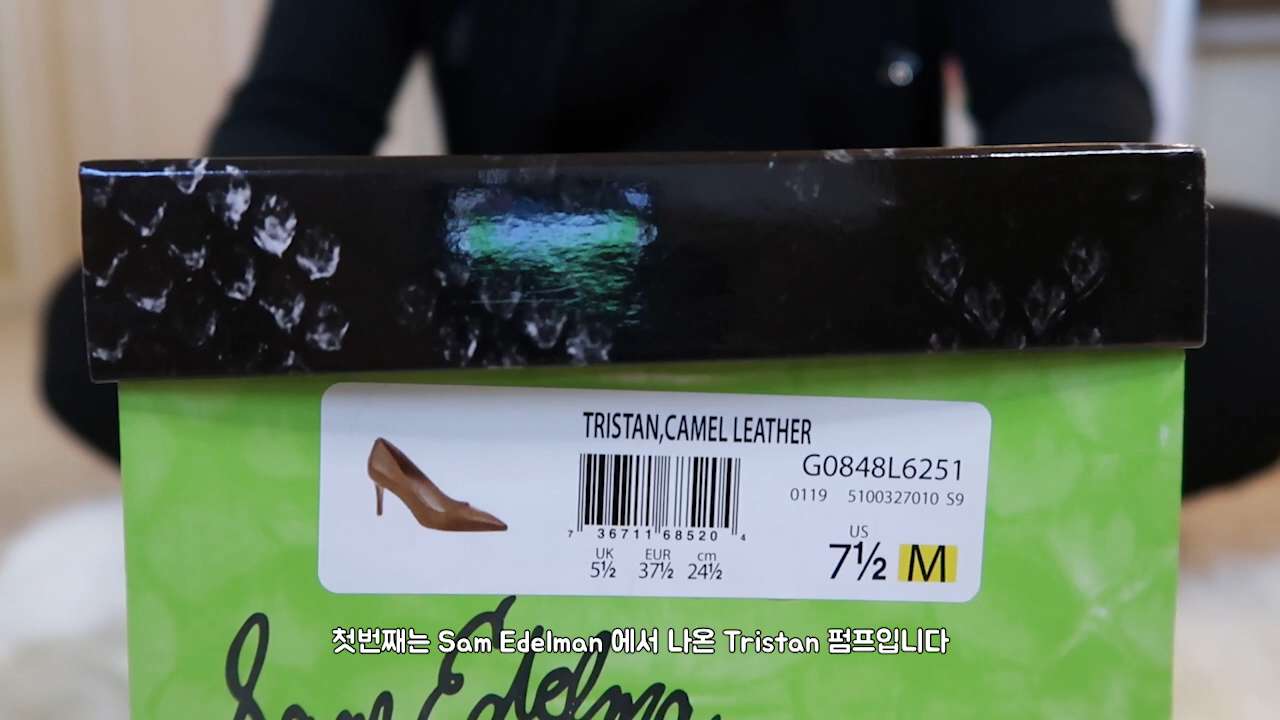 TRISTAN,CAMEL LEATHER
G0848L6251
0119 5100327010 S9
7 36711 68520 4
US
7½ M
UK EUR cm
5½ 37½ 24½
첫번째는 Sam Edelman 에서 나온 Tristan 펌프입니다
Sam Edelman